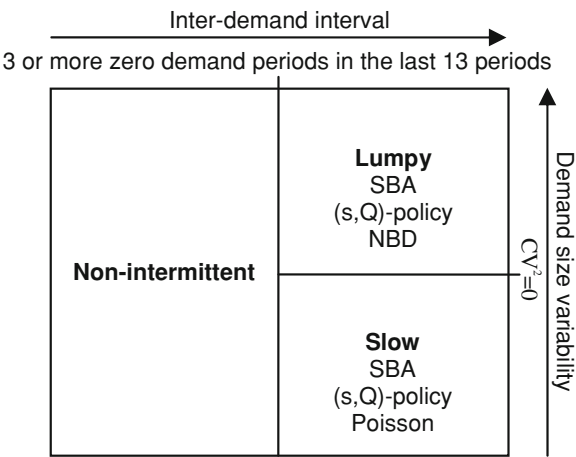 Inter-demand interval
3 or more zero demand periods in the last 13 periods
Lumpy
SBA
(s,Q)-policy
NBD
Non-intermittent
Slow
SBA
(s,Q)-policy
Poisson
CV²=0
Demand size variability